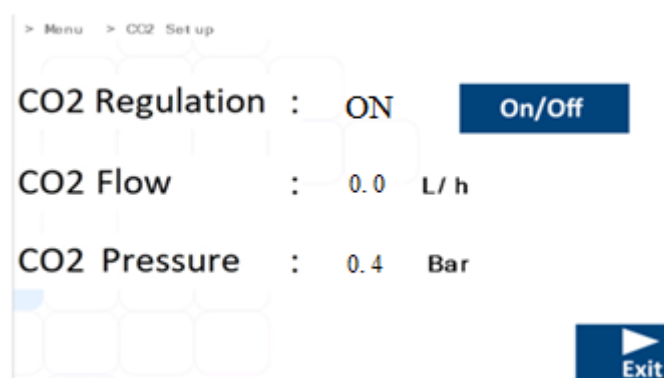 > Menu > CO2 Set up
CO2 Regulation : ON On/Off
CO2 Flow : 0.0 L/h
CO2 Pressure : 0.4 Bar
Exit